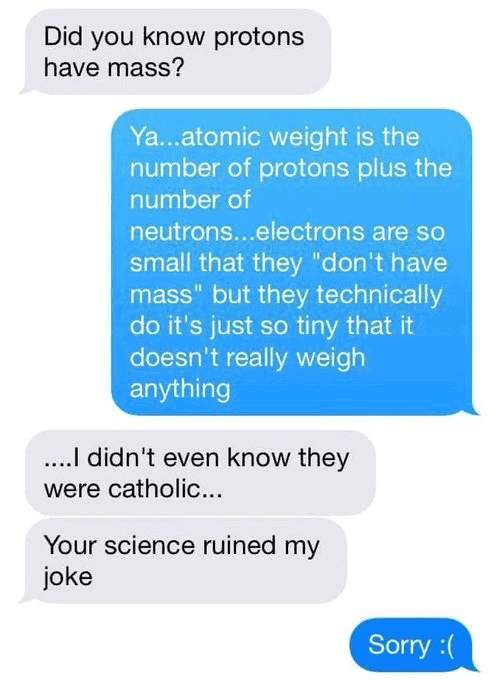 Did you know protons
have mass?
Ya...atomic weight is the
number of protons plus the
number of
neutrons...electrons are so
small that they "don't have
mass" but they technically
do it's just so tiny that it
doesn't really weigh
anything
....I didn't even know they
were catholic...
Your science ruined my
joke
Sorry :(